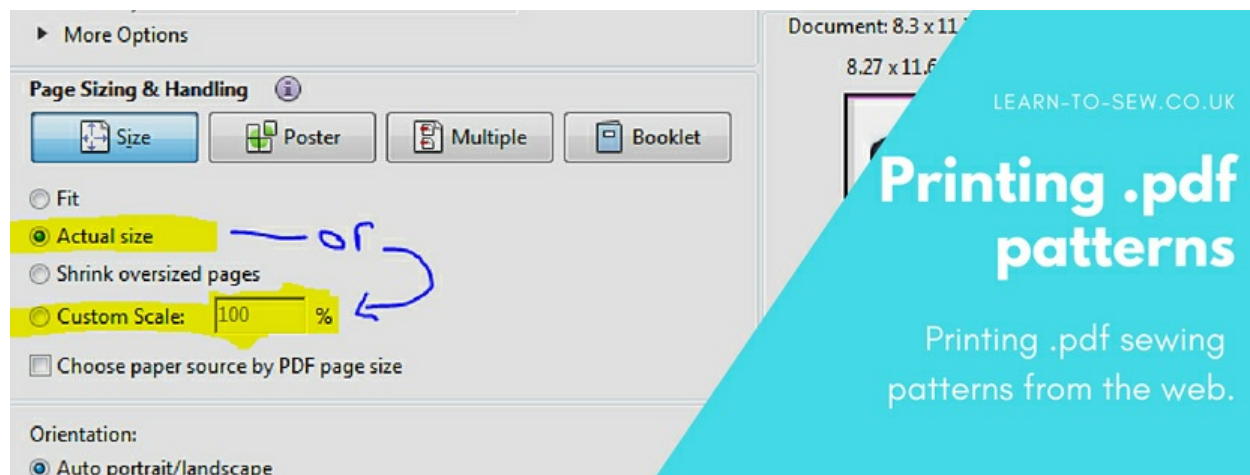 More Options
Page Sizing & Handling
Size Poster Multiple Booklet
Fit
Actual size or
Shrink oversized pages
Custom Scale: 100 %
Choose paper source by PDF page size
Orientation:
Auto portrait/landscape
Document: 8.3 x 11
8.27 x 11.6
LEARN-TO-SEW.CO.UK
Printing .pdf
patterns
Printing .pdf sewing
patterns from the web.